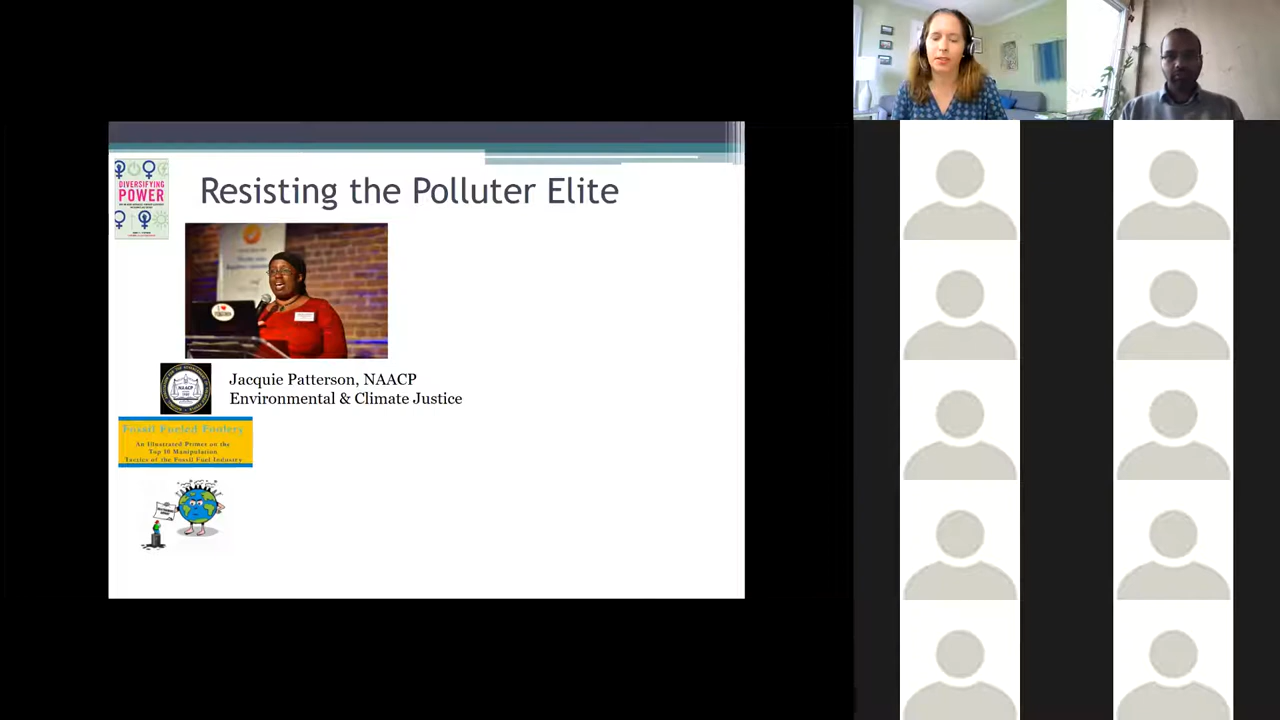 Resisting the Polluter Elite
DIVERSIFYING
POWER
Jacquie Patterson, NAACP
Environmental & Climate Justice
NAACP
Fossil Fueled Foolery
An Illustrated Primer on the
Top 10 Manipulation
Tactics of the Fossil Fuel Industry